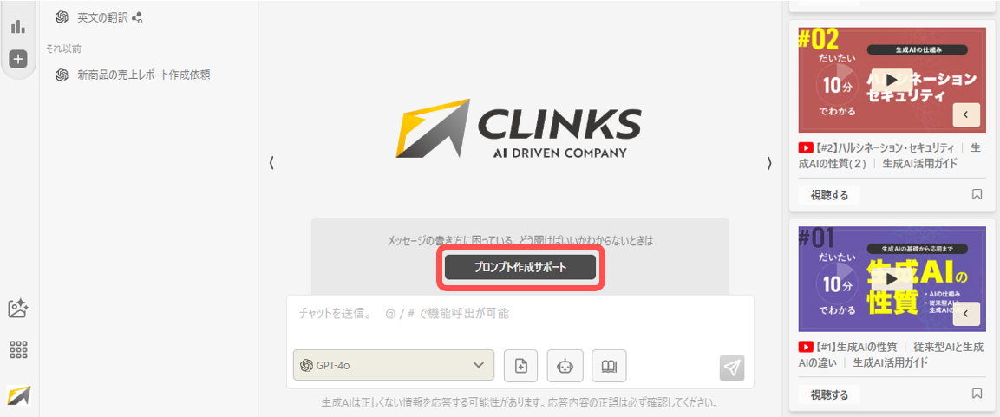 英文の翻訳
それ以前
新商品の売上レポート作成依頼
CLINKS
AI DRIVEN COMPANY
メッセージの書き方に困っている、どう聞けばいいかわからないときは
プロンプト作成サポート
チャットを送信。 @ / # で機能呼出が可能
GPT-4o
生成AIは正しくない情報を応答する可能性があります。応答内容の正誤は必ず確認してください。
#02
生成AIの仕組み
だいたい
10分
でわかる
ハルシネーション
セキュリティ
【#2】ハルシネーション・セキュリティ ｜ 生
成AIの性質(２) ｜ 生成AI活用ガイド
視聴する
#01
生成AIの基礎から応用まで
だいたい
10分
でわかる
生成AIの
性質
・AIの仕組み
・従来型AI
生成AI
【#1】生成AIの性質 ｜ 従来型AIと生成
AIの違い ｜ 生成AI活用ガイド
視聴する